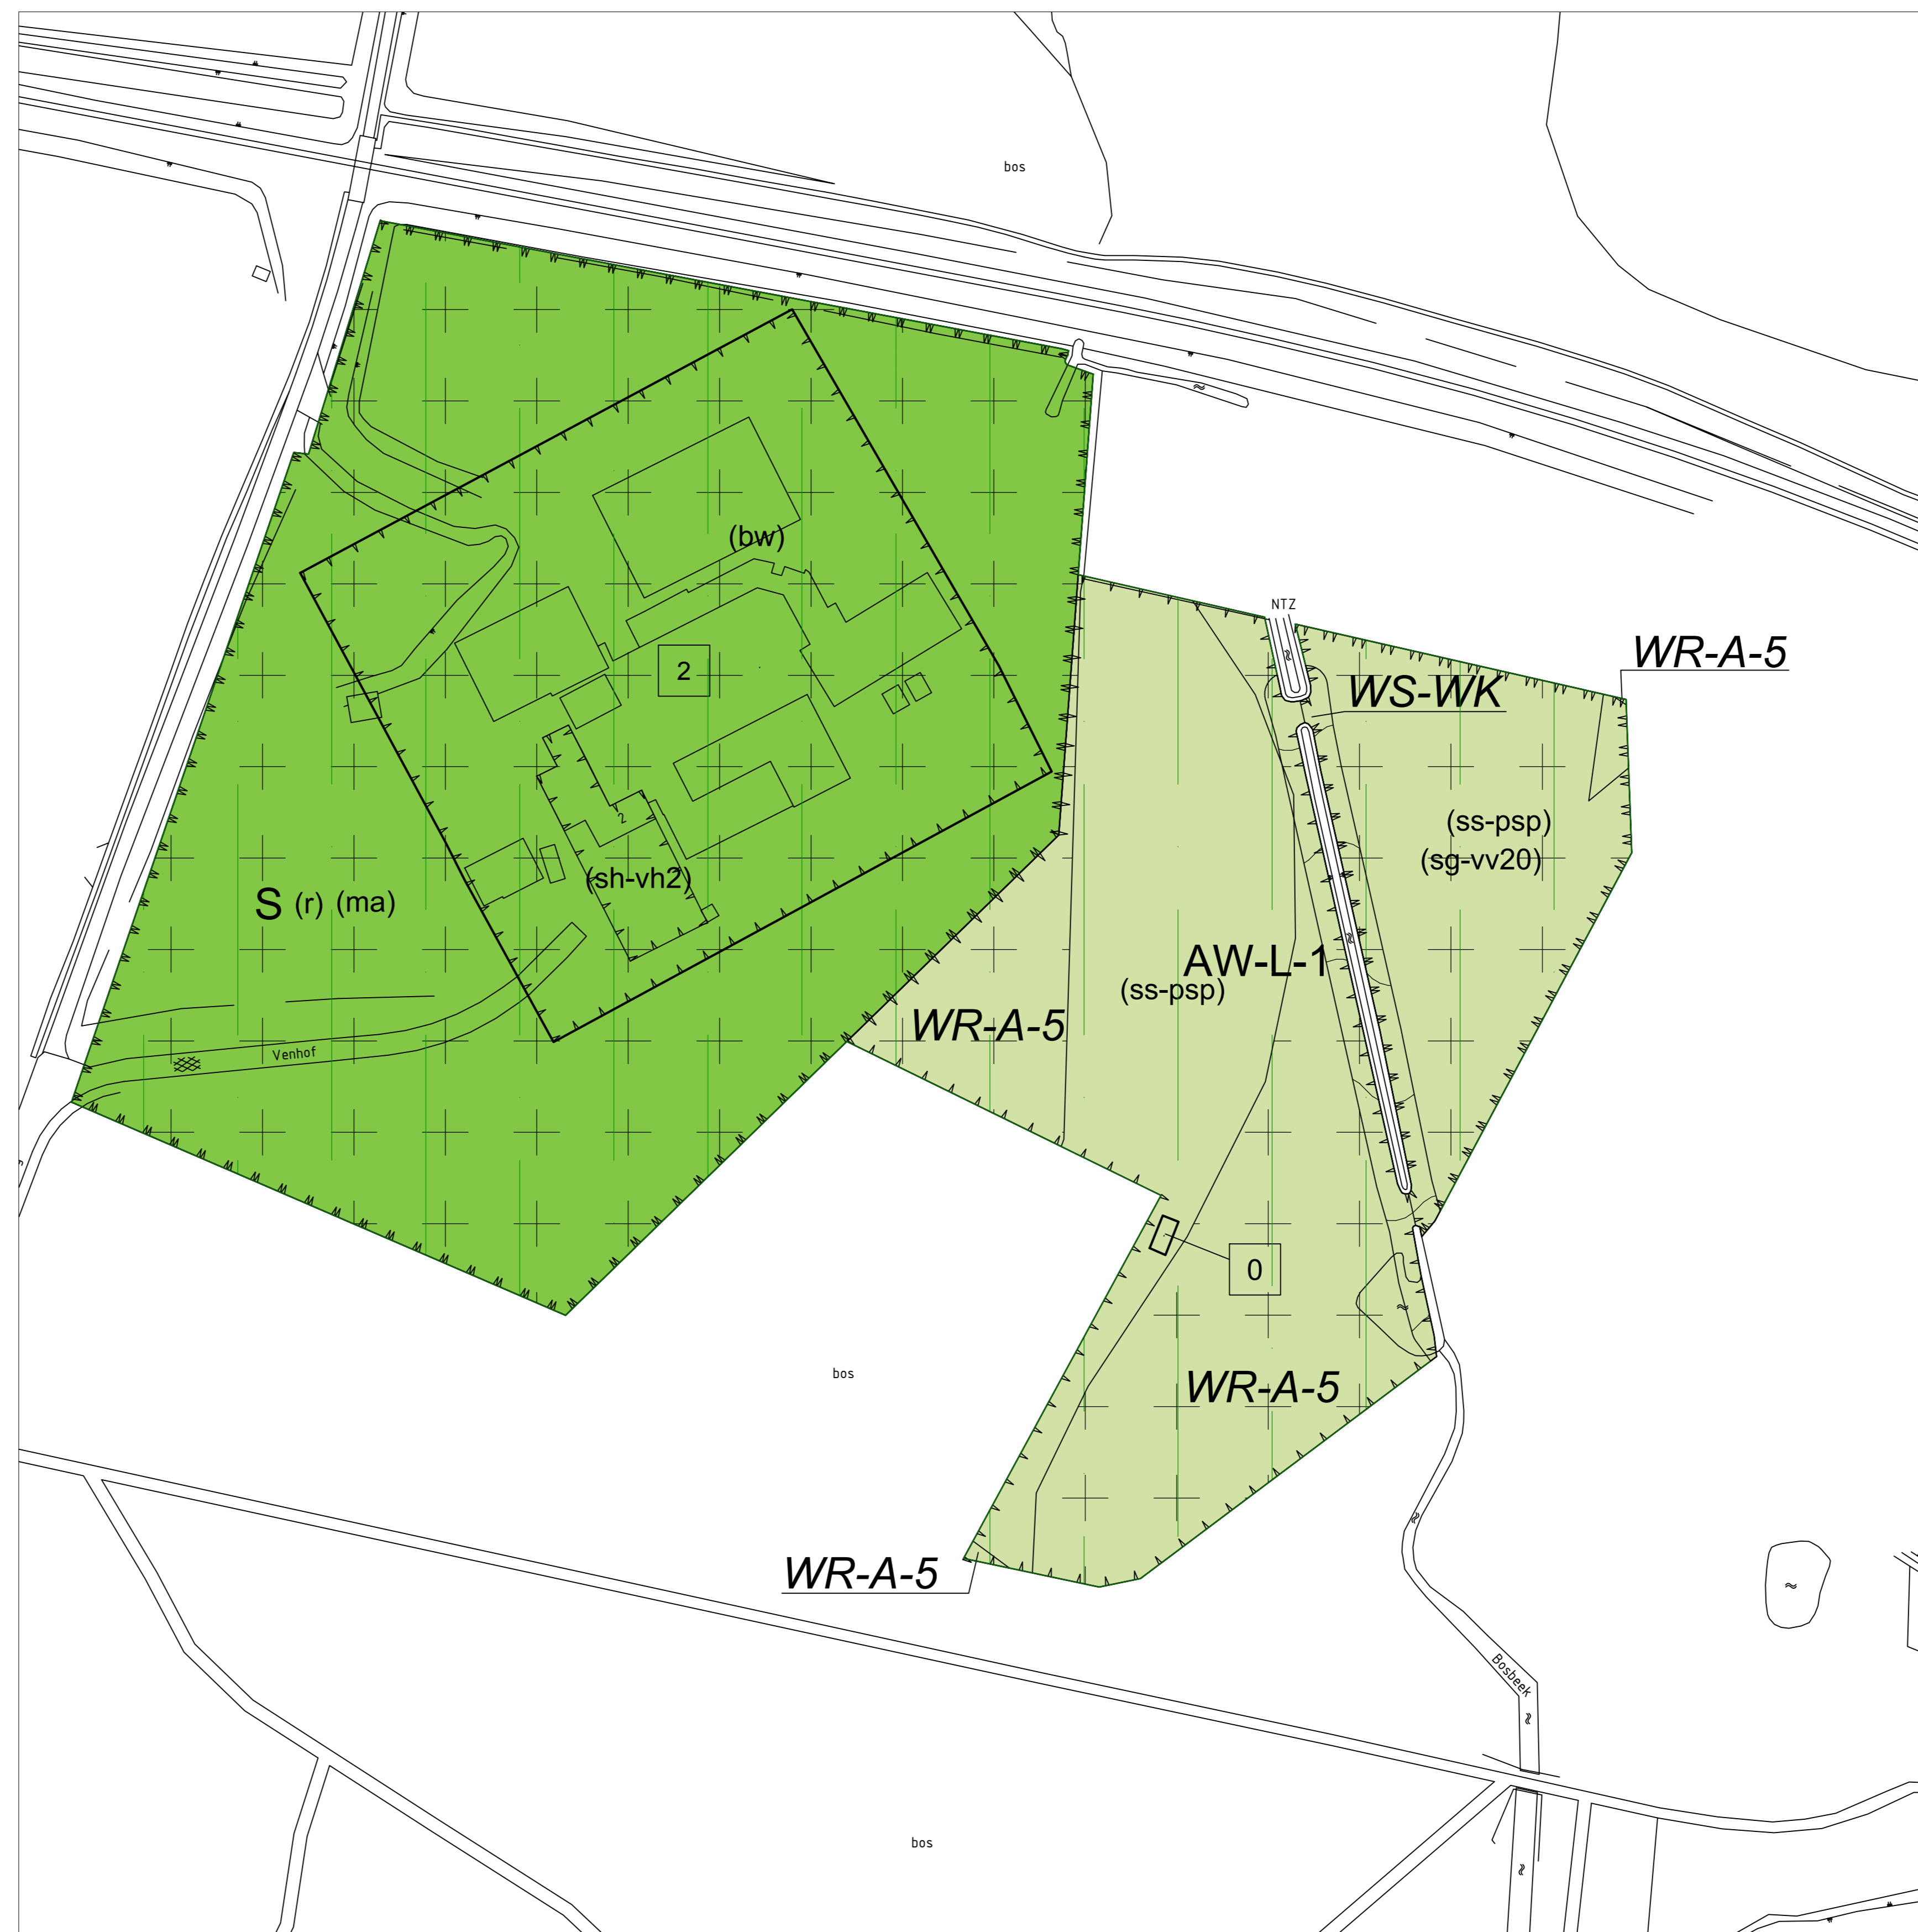 bos
(bw)
NTZ
WR-A-5
2
WS-WK
2
(ss-psp)
(sg-vv20)
(sh-vh2)
S (r) (ma)
AW-L-1
(ss-psp)
WR-A-5
Venhof
0
bos
WR-A-5
WR-A-5
Bosbeek
bos